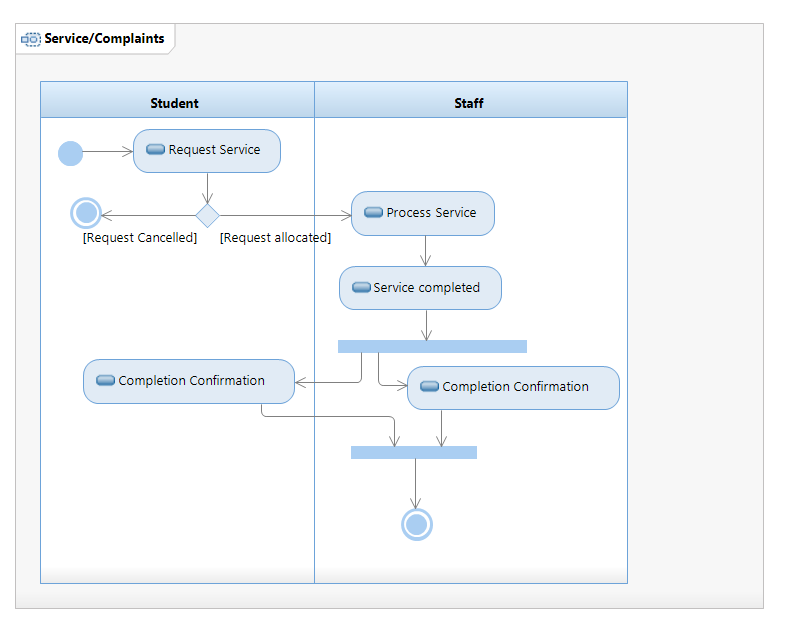 Service/Complaints
Student
Staff
Request Service
Process Service
[Request Cancelled]
[Request allocated]
Service completed
Completion Confirmation
Completion Confirmation